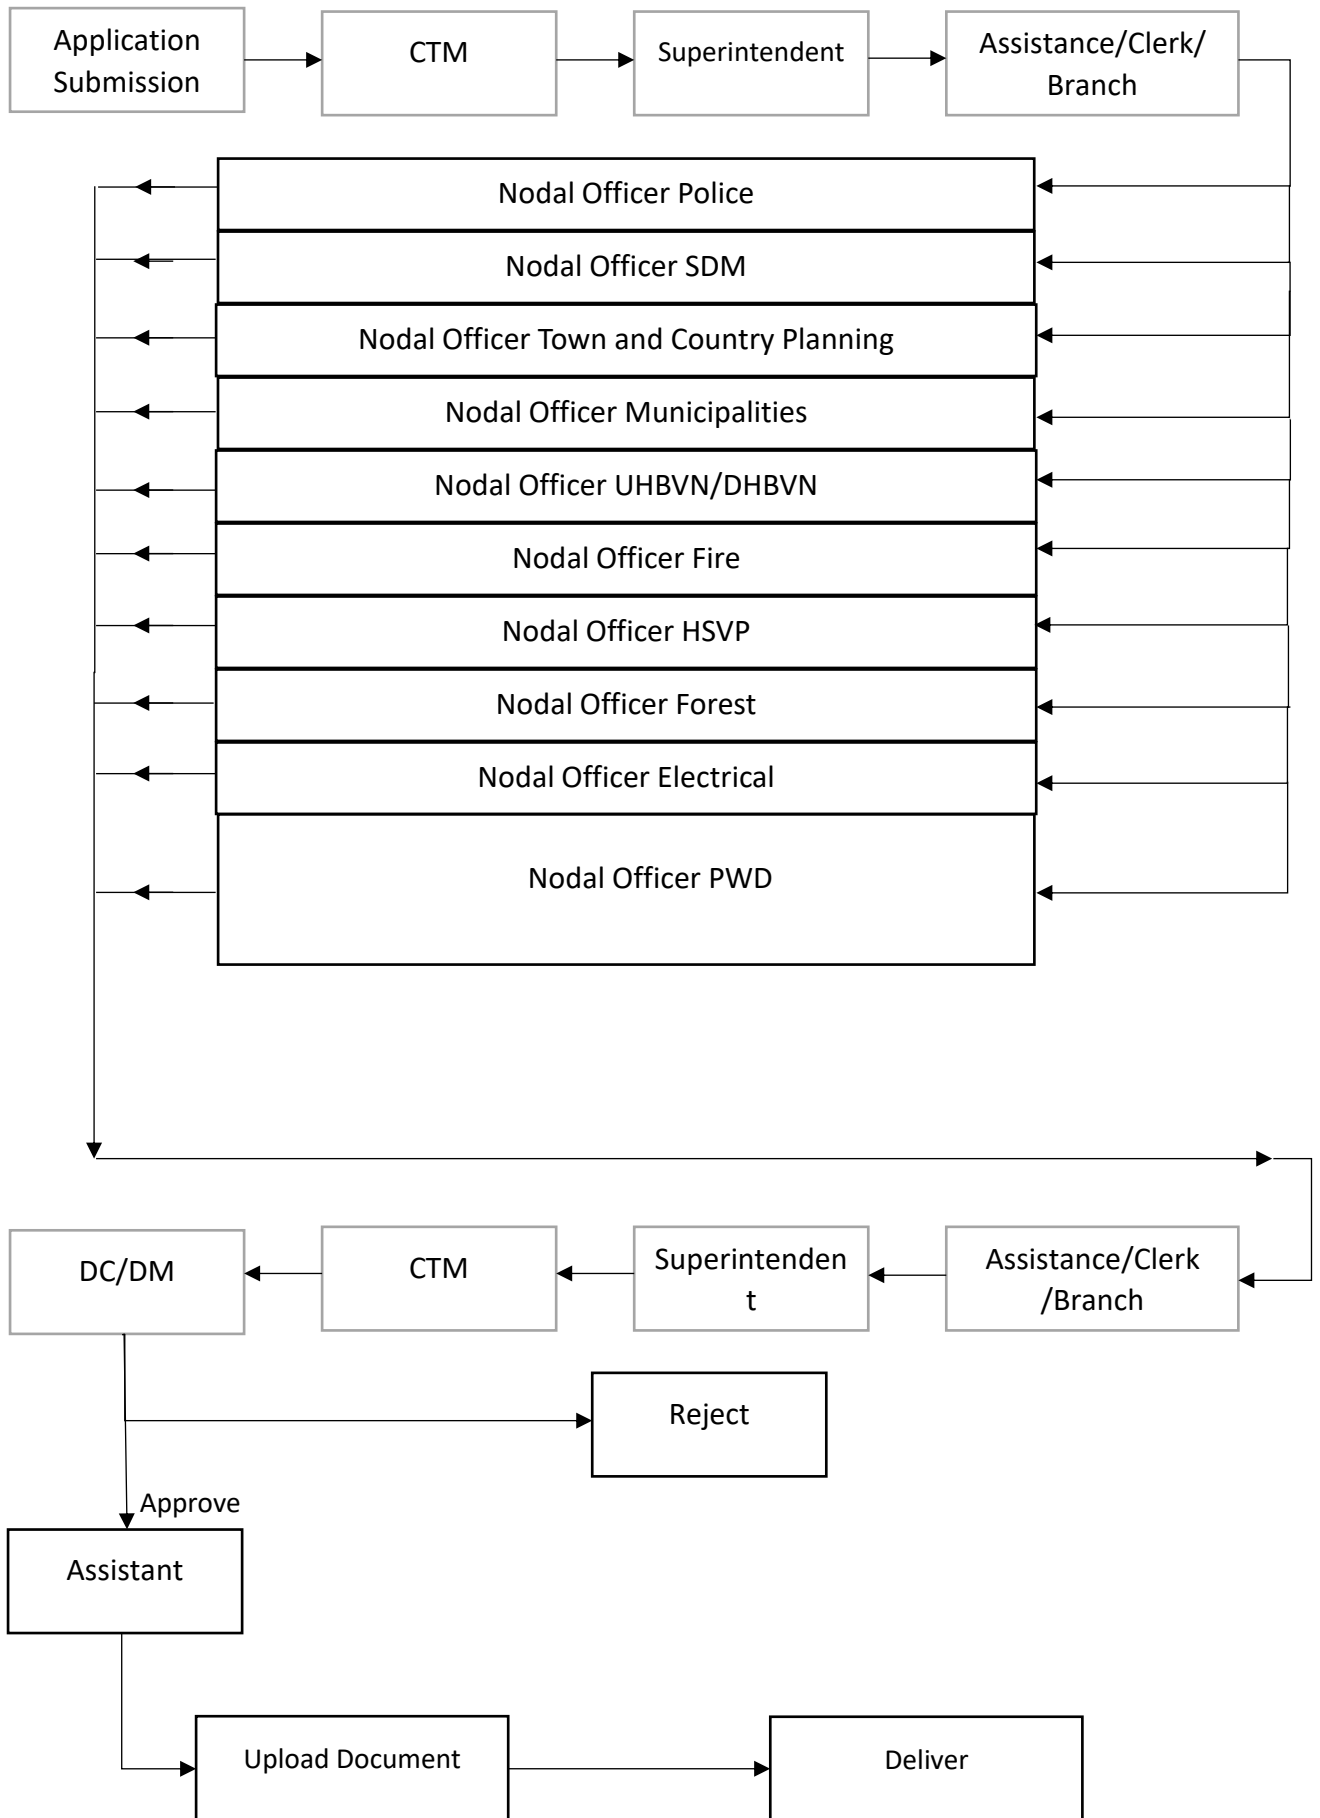 Application
Submission
CTM
Superintendent
Assistance/Clerk/
Branch
Nodal Officer Police
Nodal Officer SDM
Nodal Officer Town and Country Planning
Nodal Officer Municipalities
Nodal Officer UHBVN/DHBVN
Nodal Officer Fire
Nodal Officer HSVP
Nodal Officer Forest
Nodal Officer Electrical
Nodal Officer PWD
DC/DM
CTM
Superintenden
t
Assistance/Clerk
/Branch
Reject
Approve
Assistant
Upload Document
Deliver